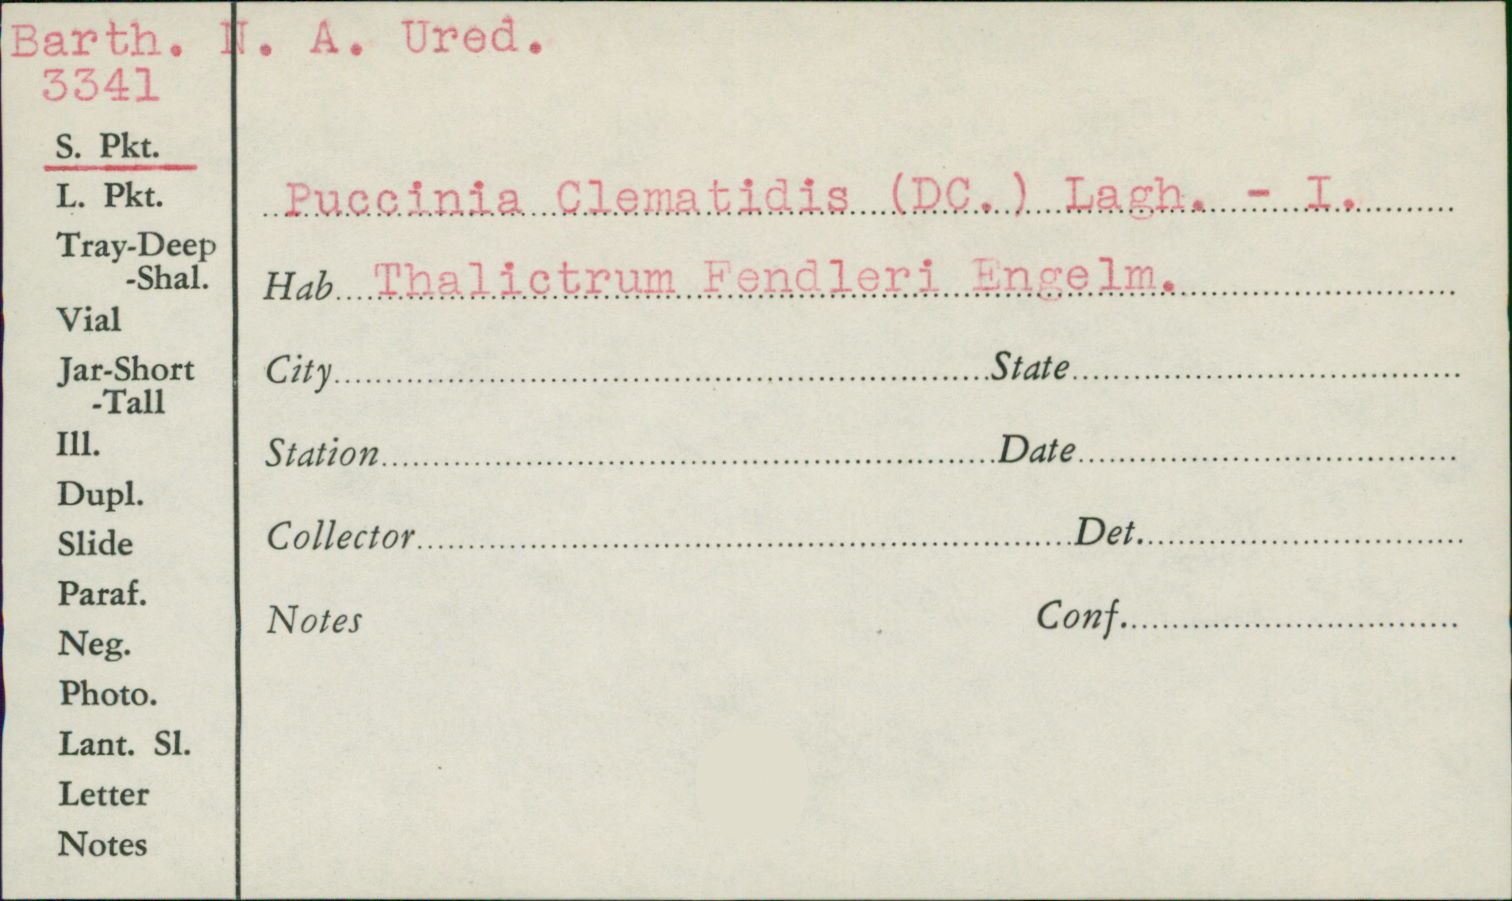 Barth. N. A. Ured.
3341
S. Pkt.
L. Pkt.
Tray-Deep
-Shal.
Vial
Jar-Short
-Tall
Ill.
Dupl.
Slide
Paraf.
Neg.
Photo.
Lant. Sl.
Letter
Notes
Puccinia Clematidis (DC.) Lagh. - I.
Hab. Thalictrum Fendleri Engelm.
City State
Station Date
Collector Det.
Notes Conf.